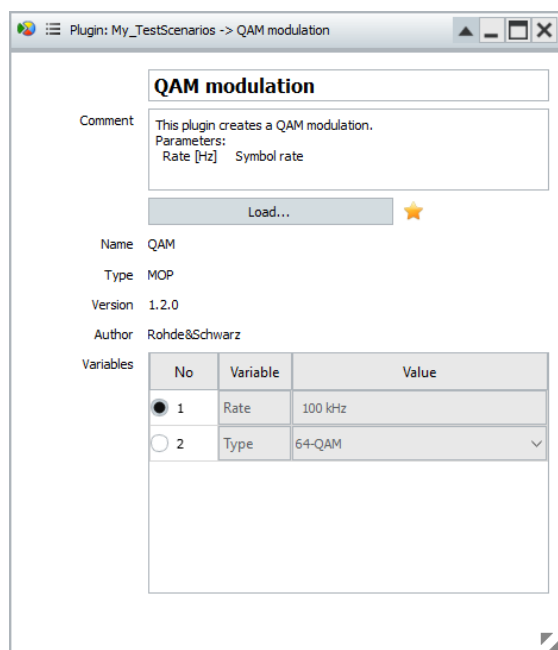 Plugin: My_TestScenarios -> QAM modulation
QAM modulation
Comment
This plugin creates a QAM modulation.
Parameters:
Rate [Hz] Symbol rate
Load...
Name QAM
Type MOP
Version 1.2.0
Author Rohde&Schwarz
Variables
No Variable Value
1 Rate 100 kHz
2 Type 64-QAM